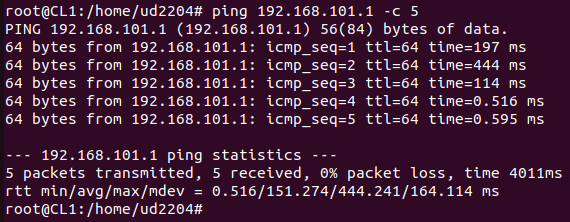 root@CL1:/home/ud2204# ping 192.168.101.1 -c 5
PING 192.168.101.1 (192.168.101.1) 56(84) bytes of data.
64 bytes from 192.168.101.1: icmp_seq=1 ttl=64 time=197 ms
64 bytes from 192.168.101.1: icmp_seq=2 ttl=64 time=444 ms
64 bytes from 192.168.101.1: icmp_seq=3 ttl=64 time=114 ms
64 bytes from 192.168.101.1: icmp_seq=4 ttl=64 time=0.516 ms
64 bytes from 192.168.101.1: icmp_seq=5 ttl=64 time=0.595 ms

--- 192.168.101.1 ping statistics ---
5 packets transmitted, 5 received, 0% packet loss, time 4011ms
rtt min/avg/max/mdev = 0.516/151.274/444.241/164.114 ms
root@CL1:/home/ud2204#